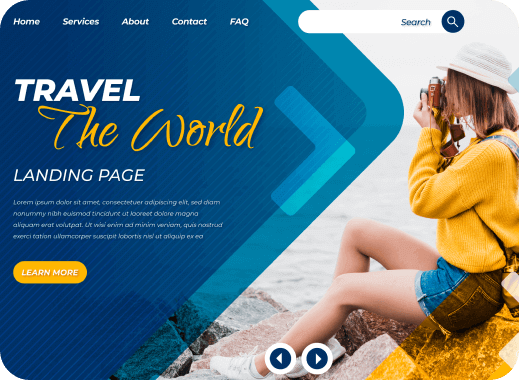 Home Services About Contact FAQ Search
TRAVEL
The World
LANDING PAGE
Lorem ipsum dolor sit amet, consectetuer adipiscing elit, sed diam
nonummy nibh euismod tincidunt ut laoreet dolore magna
aliquam erat volutpat. Ut wisi enim ad minim veniam, quis nostrud
exerci tation ullamcorper suscipit lobortis nisl ut aliquip ex ea
LEARN MORE